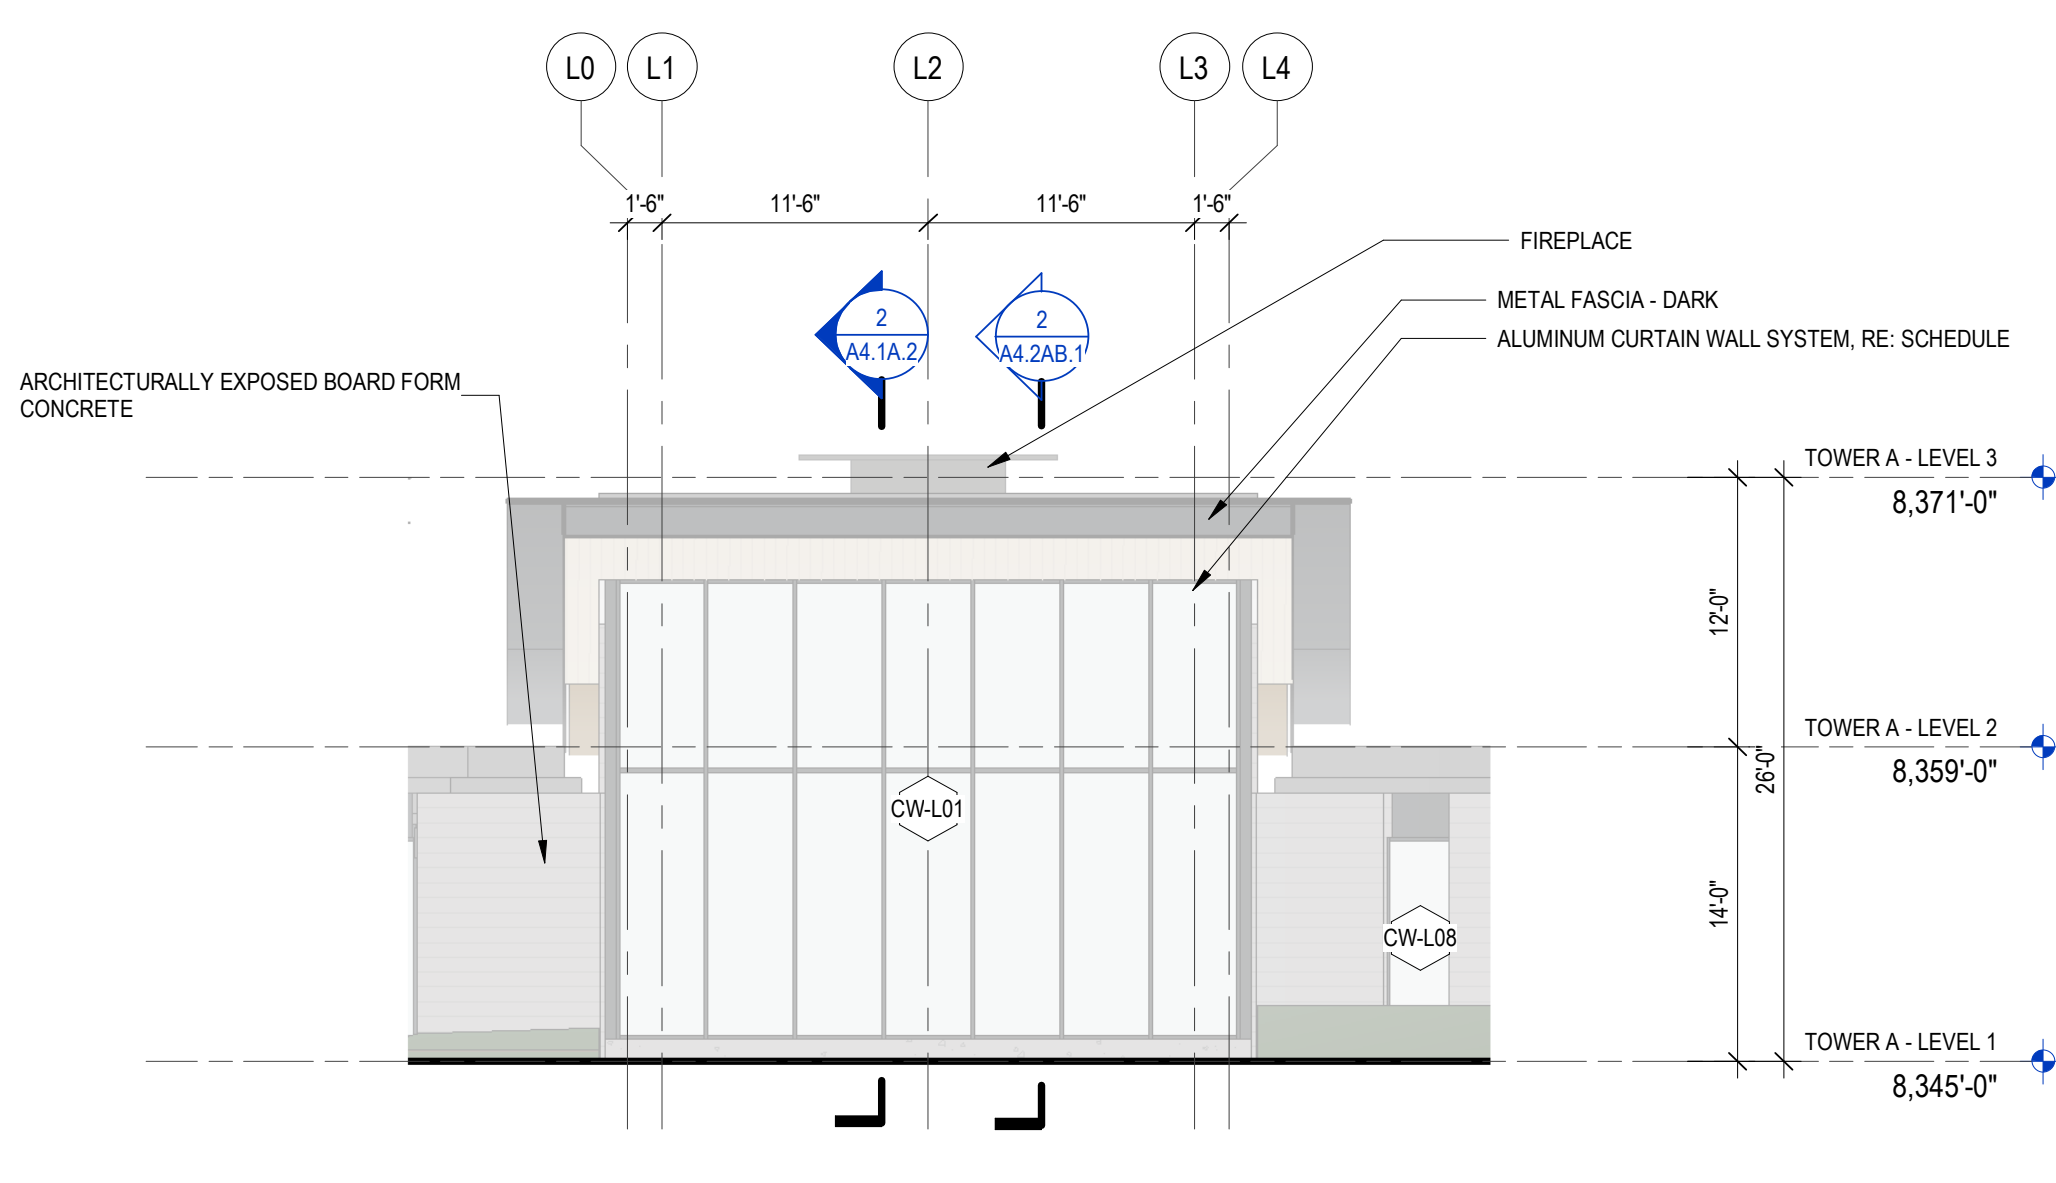 L0 L1 L2 L3 L4
1'-6" 11'-6" 11'-6" 1'-6"
FIREPLACE
METAL FASCIA - DARK
ALUMINUM CURTAIN WALL SYSTEM, RE: SCHEDULE
2
A4.1A.2
2
A4.2AB.1
ARCHITECTURALLY EXPOSED BOARD FORM
CONCRETE
TOWER A - LEVEL 3
8,371'-0"
12'-0"
TOWER A - LEVEL 2
8,359'-0"
26'-0"
CW-L01
14'-0"
CW-L08
TOWER A - LEVEL 1
8,345'-0"